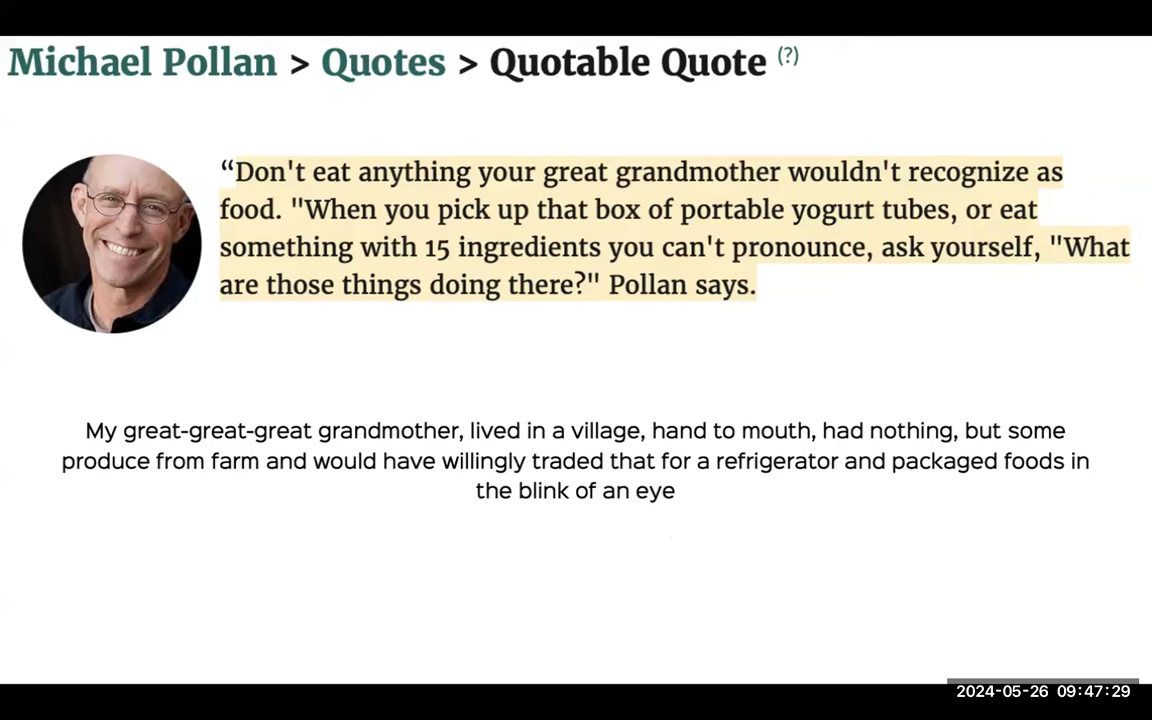 Michael Pollan > Quotes > Quotable Quote (?)
“Don't eat anything your great grandmother wouldn't recognize as
food. "When you pick up that box of portable yogurt tubes, or eat
something with 15 ingredients you can't pronounce, ask yourself, "What
are those things doing there?" Pollan says.
My great-great-great grandmother, lived in a village, hand to mouth, had nothing, but some
produce from farm and would have willingly traded that for a refrigerator and packaged foods in
the blink of an eye
2024-05-26 09:47:29